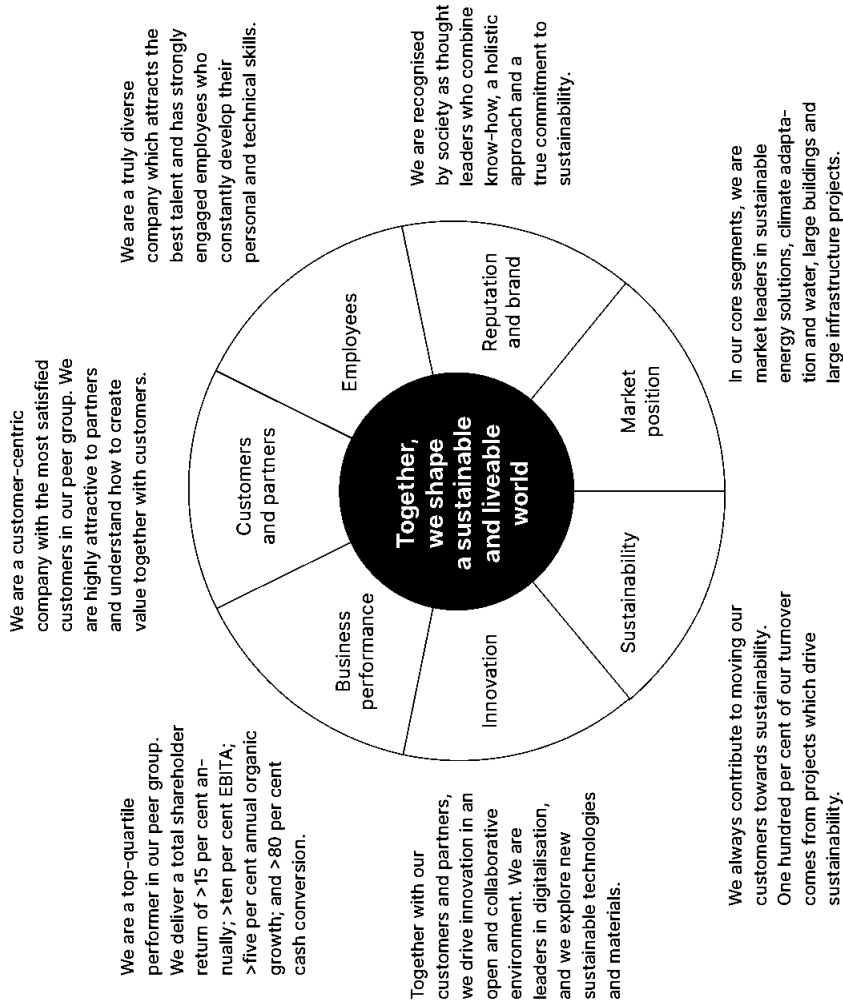 We are a customer-centric
company with the most satisfied
customers in our peer group. We
are highly attractive to partners
and understand how to create
value together with customers.
We are a truly diverse
company which attracts the
best talent and has strongly
engaged employees who
constantly develop their
personal and technical skills.
We are recognised
by society as thought
leaders who combine
know-how, a holistic
approach and a
true commitment to
sustainability.
In our core segments, we are
market leaders in sustainable
energy solutions, climate adapta-
tion and water, large buildings and
large infrastructure projects.
We always contribute to moving our
customers towards sustainability.
One hundred per cent of our turnover
comes from projects which drive
sustainability.
Together with our
customers and partners,
we drive innovation in an
open and collaborative
environment. We are
leaders in digitalisation,
and we explore new
sustainable technologies
and materials.
We are a top-quartile
performer in our peer group.
We deliver a total shareholder
return of >15 per cent an-
nually; >ten per cent EBITA;
>five per cent annual organic
growth; and >80 per cent
cash conversion.
Customers
and partners
Employees
Reputation
and brand
Market
position
Sustainability
Innovation
Business
performance
Together,
we shape
a sustainable
and liveable
world